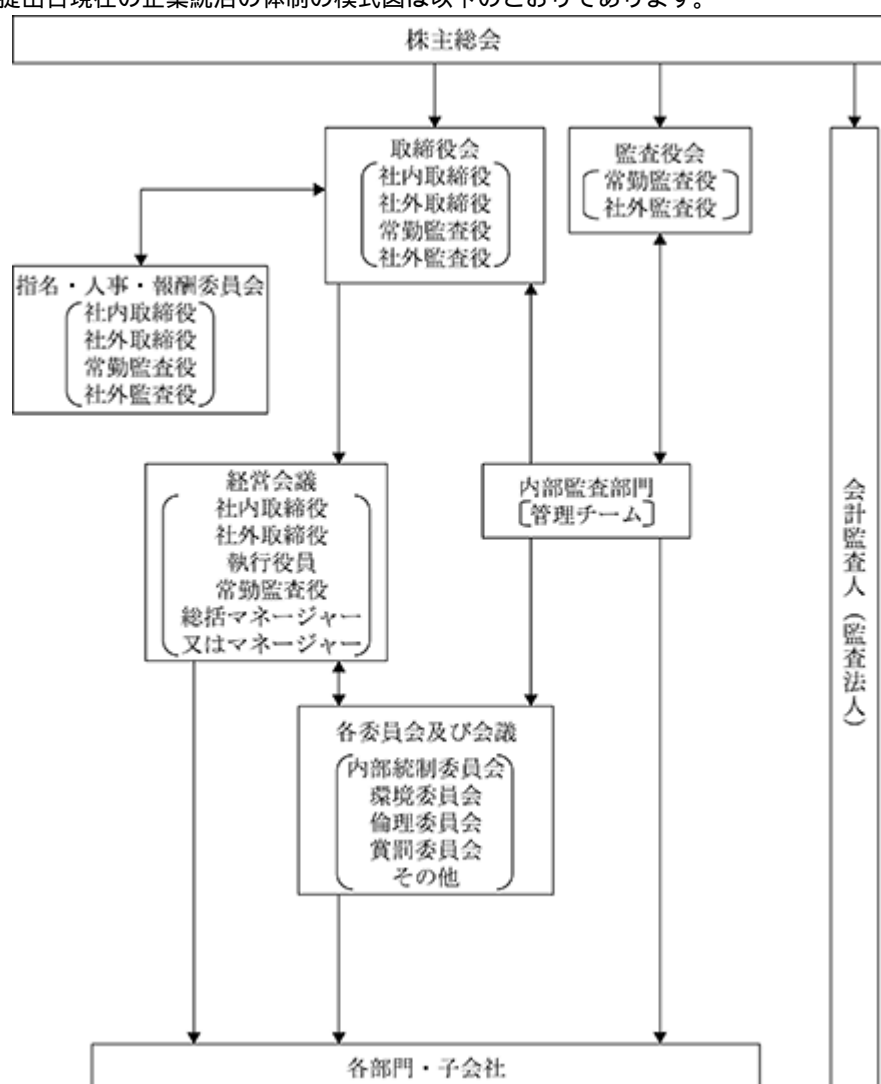 提出日現在の企業統治の体制の模式図は以下のとおりであります。
株主総会
取締役会
社内取締役
社外取締役
常勤監査役
社外監査役
監査役会
常勤監査役
社外監査役
指名・人事・報酬委員会
社内取締役
社外取締役
常勤監査役
社外監査役
経営会議
社内取締役
社外取締役
執行役員
常勤監査役
総括マネージャー
又はマネージャー
内部監査部門
[管理チーム]
会計監査人(監査法人)
各委員会及び会議
内部統制委員会
環境委員会
倫理委員会
賞罰委員会
その他
各部門・子会社